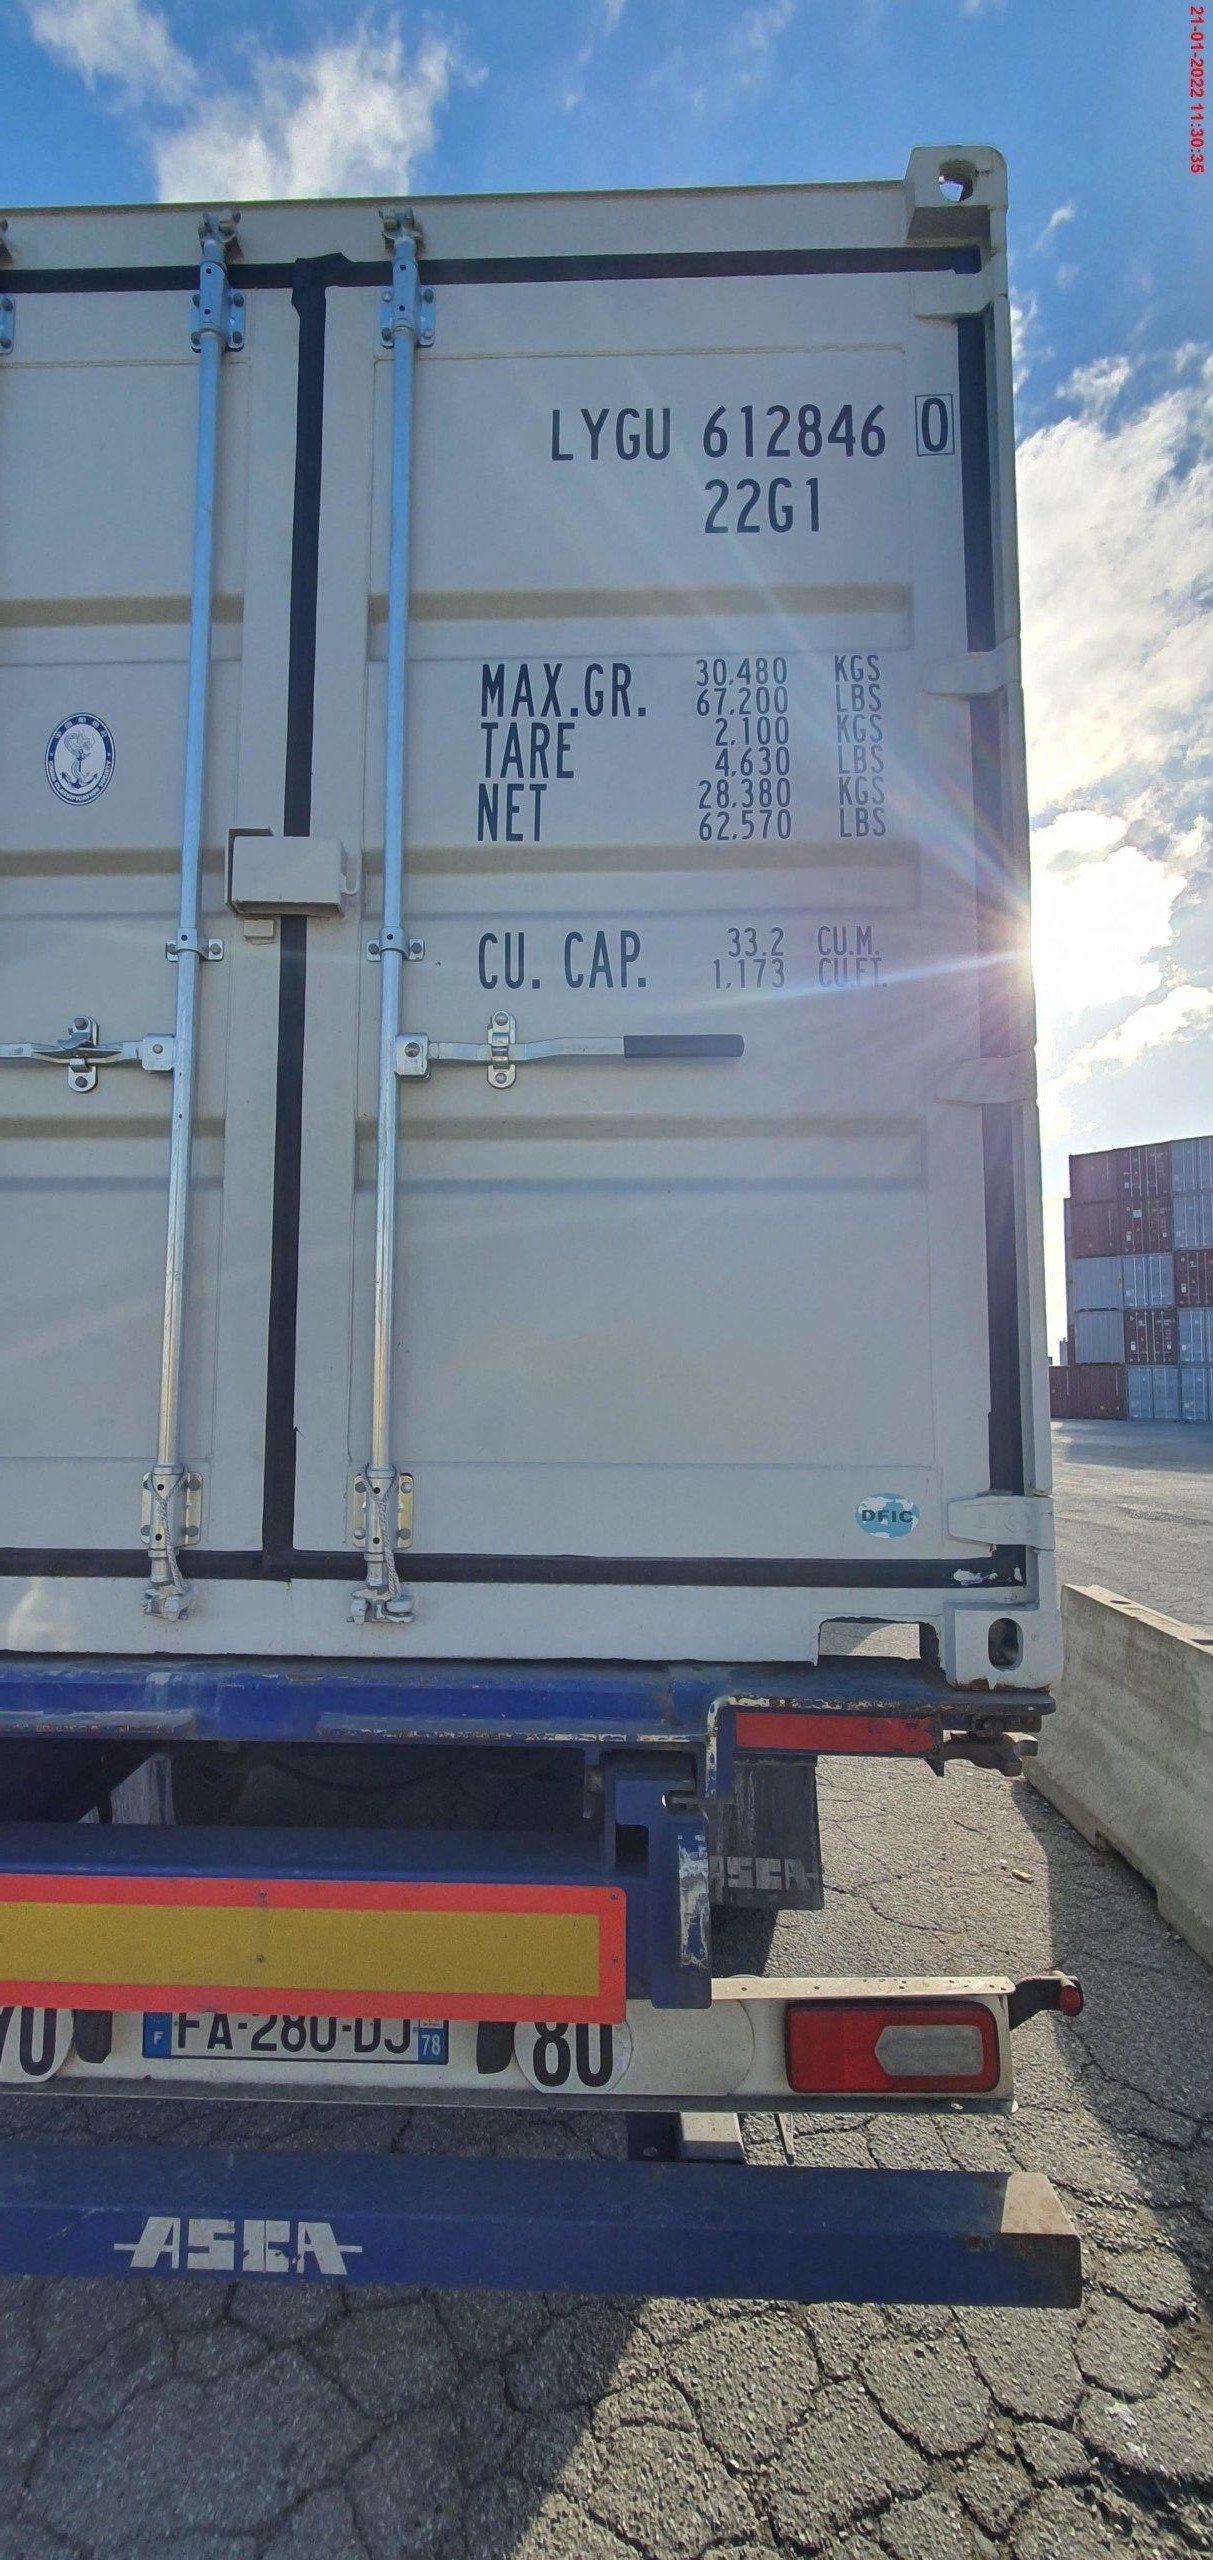 21-01-2022 11:30:35
LYGU 612846 0
22G1
MAX.GR. 30,480 KGS
67,200 LBS
TARE 2,100 KGS
4,630 LBS
NET 28,380 KGS
62,570 LBS
CU. CAP. 33.2 CU.M.
1,173 CU.FT.
DFIC
ASCA
F FA-280-DJ 78
80
ASCA